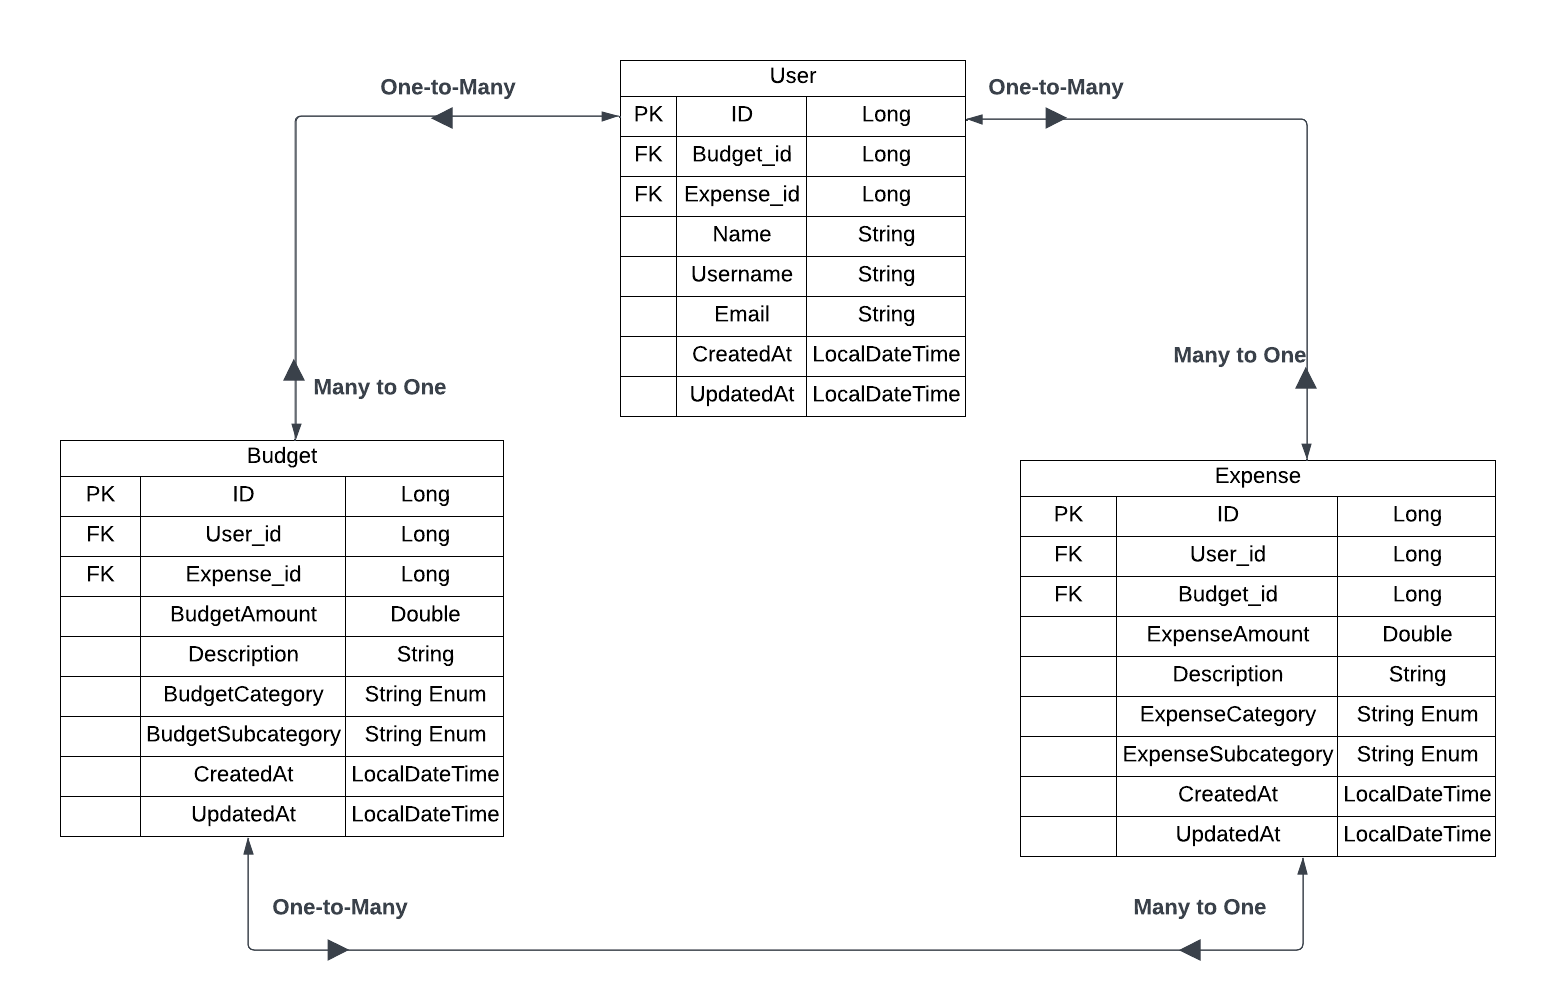 One-to-Many
User
One-to-Many
PK ID Long
FK Budget_id Long
FK Expense_id Long
Name String
Username String
Email String
CreatedAt LocalDateTime
UpdatedAt LocalDateTime
Many to One
Many to One
Budget
PK ID Long
FK User_id Long
FK Expense_id Long
BudgetAmount Double
Description String
BudgetCategory String Enum
BudgetSubcategory String Enum
CreatedAt LocalDateTime
UpdatedAt LocalDateTime
Expense
PK ID Long
FK User_id Long
FK Budget_id Long
ExpenseAmount Double
Description String
ExpenseCategory String Enum
ExpenseSubcategory String Enum
CreatedAt LocalDateTime
UpdatedAt LocalDateTime
One-to-Many
Many to One